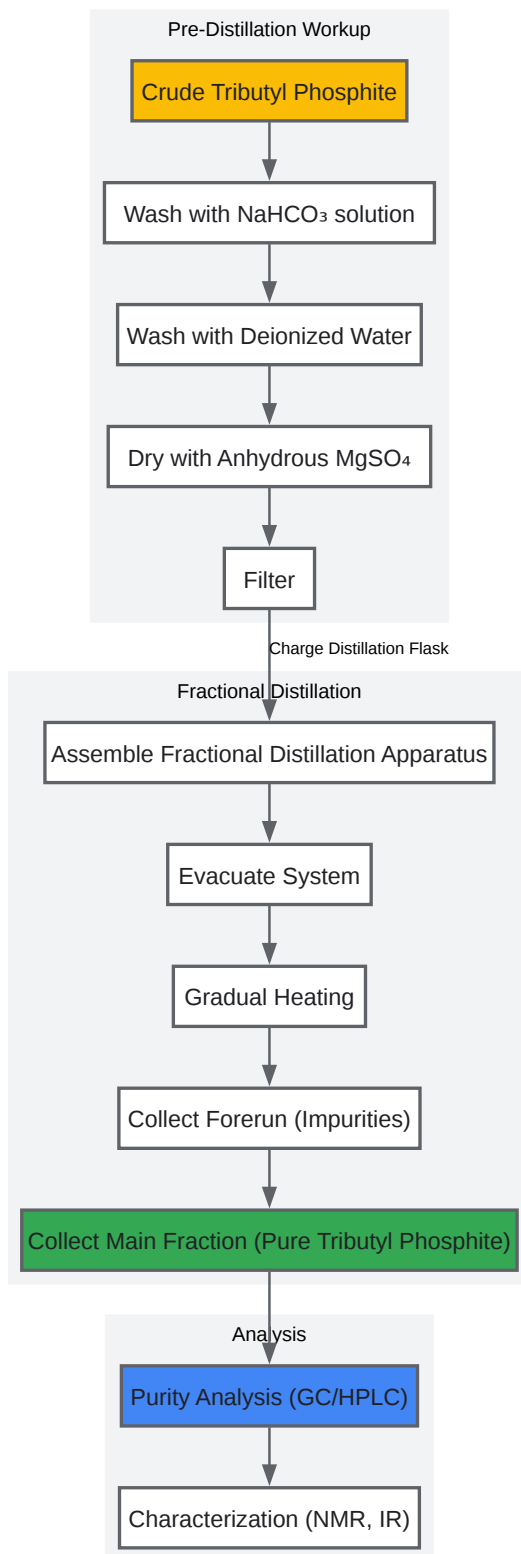 Pre-Distillation Workup
Crude Tributyl Phosphite
Wash with NaHCO₃ solution
Wash with Deionized Water
Dry with Anhydrous MgSO₄
Filter
Charge Distillation Flask
Fractional Distillation
Assemble Fractional Distillation Apparatus
Evacuate System
Gradual Heating
Collect Forerun (Impurities)
Collect Main Fraction (Pure Tributyl Phosphite)
Analysis
Purity Analysis (GC/HPLC)
Characterization (NMR, IR)